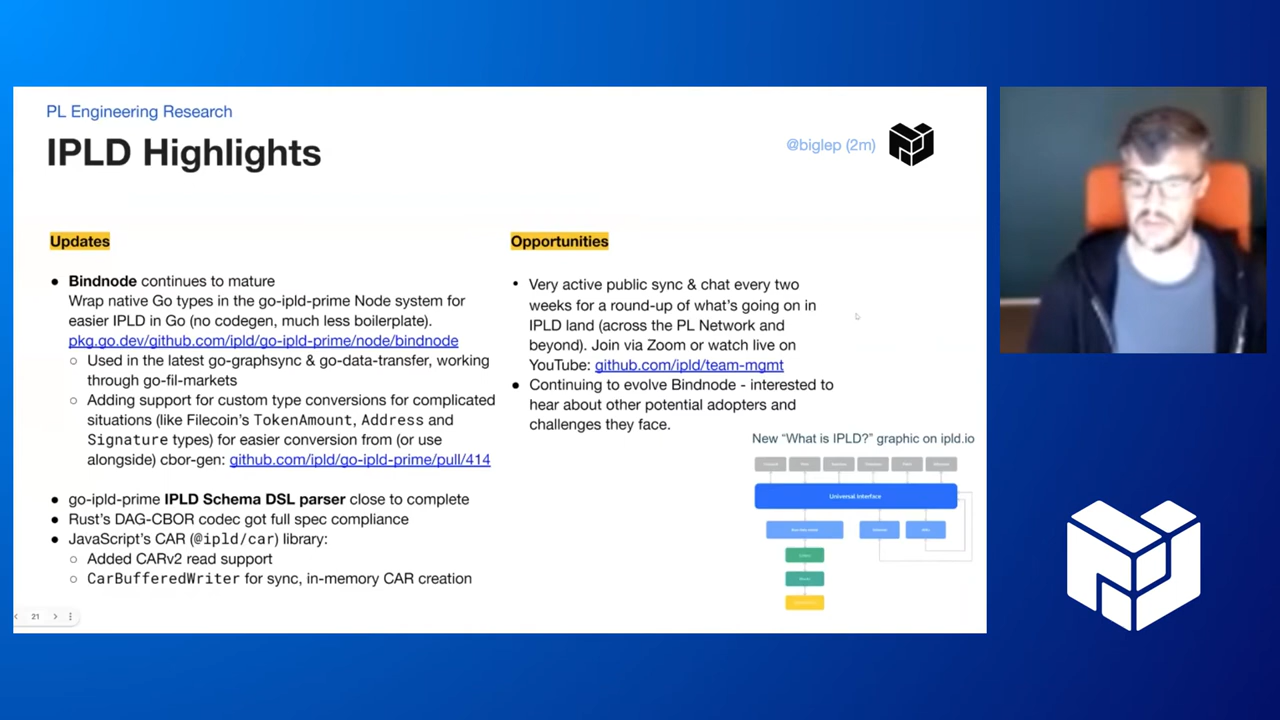 PL Engineering Research
IPLD Highlights
@biglep (2m)
Updates
● Bindnode continues to mature
Wrap native Go types in the go-ipld-prime Node system for
easier IPLD in Go (no codegen, much less boilerplate).
pkg.go.dev/github.com/ipld/go-ipld-prime/node/bindnode
○ Used in the latest go-graphsync & go-data-transfer, working
through go-fil-markets
○ Adding support for custom type conversions for complicated
situations (like Filecoin's TokenAmount, Address and
Signature types) for easier conversion from (or use
alongside) cbor-gen: github.com/ipld/go-ipld-prime/pull/414
● go-ipld-prime IPLD Schema DSL parser close to complete
● Rust's DAG-CBOR codec got full spec compliance
● JavaScript's CAR (@ipld/car) library:
○ Added CARv2 read support
○ CarBufferedWriter for sync, in-memory CAR creation
Opportunities
• Very active public sync & chat every two
weeks for a round-up of what's going on in
IPLD land (across the PL Network and
beyond). Join via Zoom or watch live on
YouTube: github.com/ipld/team-mgmt
● Continuing to evolve Bindnode - interested to
hear about other potential adopters and
challenges they face.
New “What is IPLD?” graphic on ipld.io
Universal Interface
21